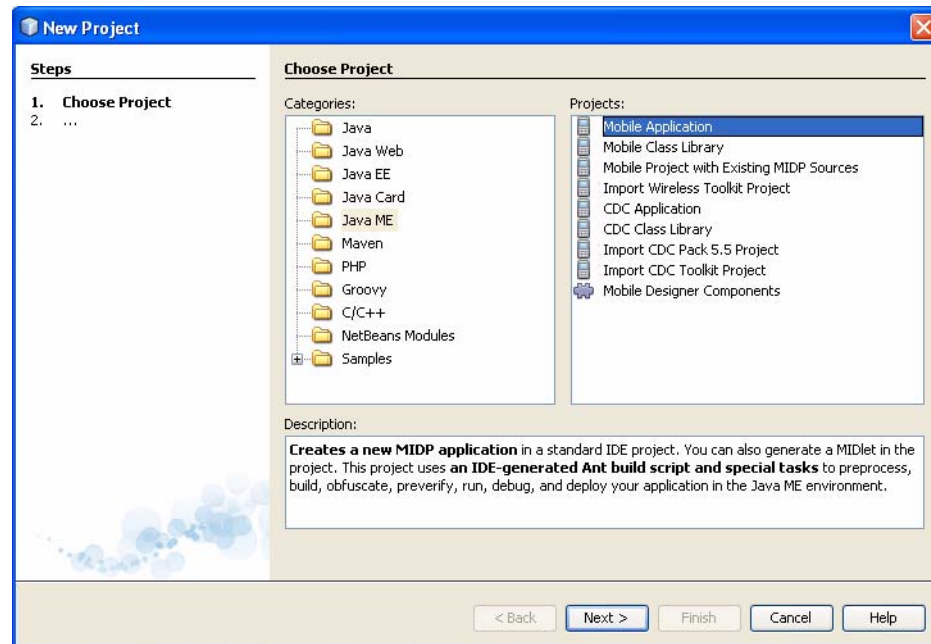 New Project
Steps
1. Choose Project
2. ...
Choose Project
Categories:
Java
Java Web
Java EE
Java Card
Java ME
Maven
PHP
Groovy
C/C++
NetBeans Modules
Samples
Projects:
Mobile Application
Mobile Class Library
Mobile Project with Existing MIDP Sources
Import Wireless Toolkit Project
CDC Application
CDC Class Library
Import CDC Pack 5.5 Project
Import CDC Toolkit Project
Mobile Designer Components
Description:
Creates a new MIDP application in a standard IDE project. You can also generate a MIDlet in the
project. This project uses an IDE-generated Ant build script and special tasks to preprocess,
build, obfuscate, preverify, run, debug, and deploy your application in the Java ME environment.
< Back
Next >
Finish
Cancel
Help